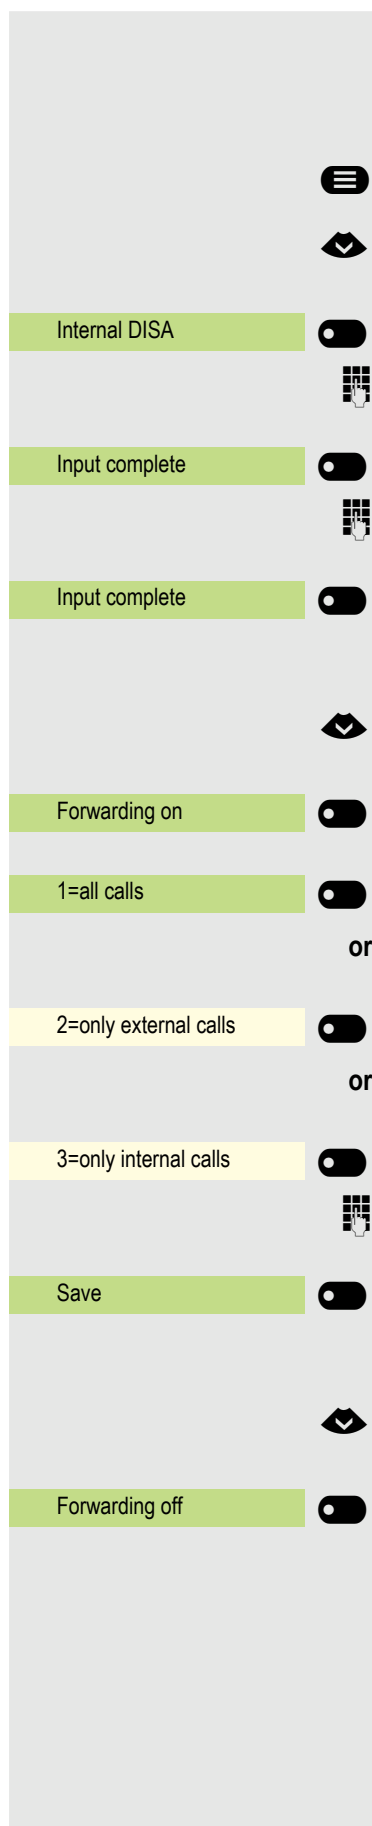 Internal DISA
Input complete
Input complete
Forwarding on
1=all calls
or
2=only external calls
or
3=only internal calls
Save
Forwarding off